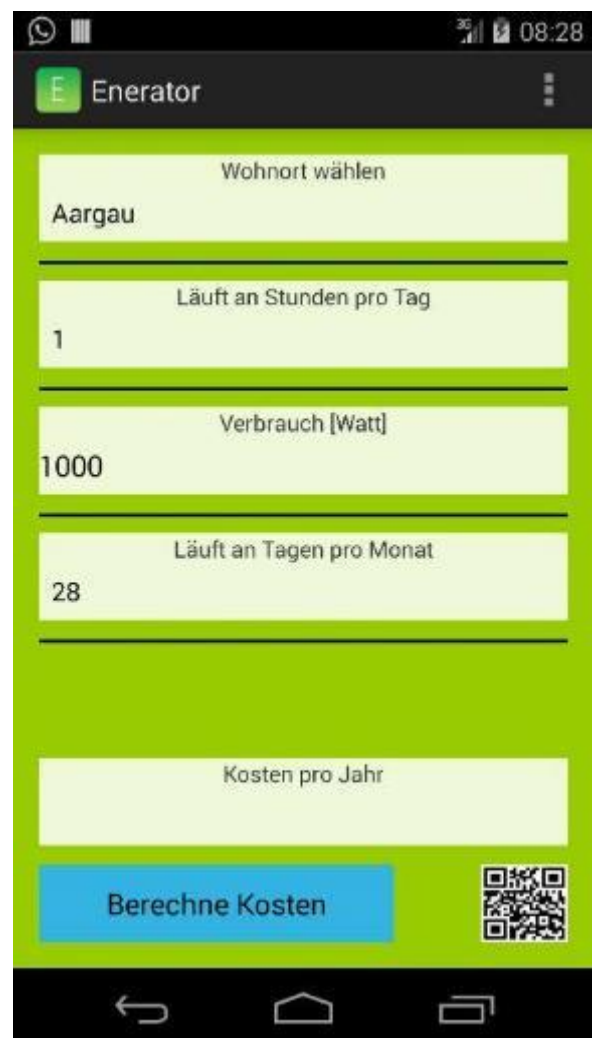 3G 08:28
E Enerator
Wohnort wählen
Aargau
Läuft an Stunden pro Tag
1
Verbrauch [Watt]
1000
Läuft an Tagen pro Monat
28
Kosten pro Jahr
Berechne Kosten